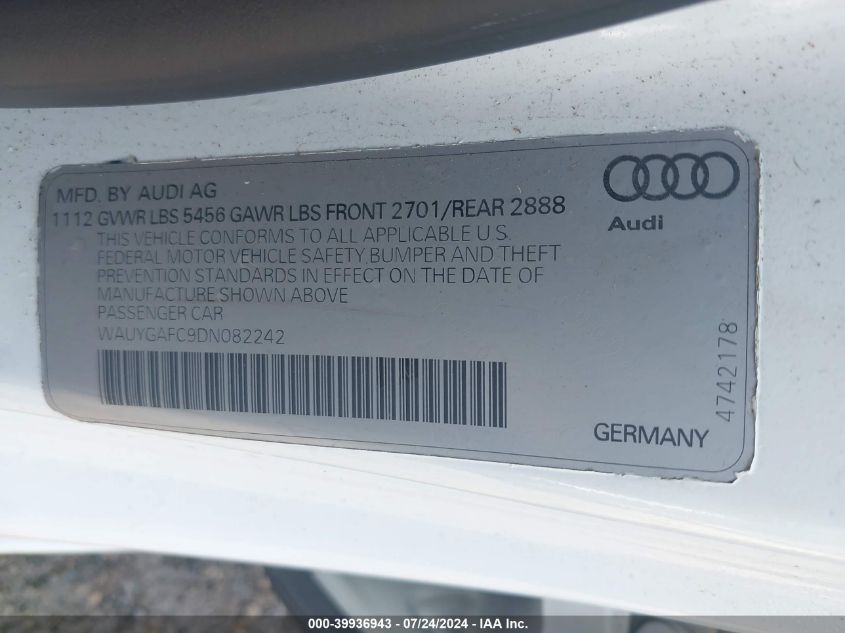 MFD. BY AUDI AG
1112 GVWR LBS 5456 GAWR LBS FRONT 2701/REAR 2888
THIS VEHICLE CONFORMS TO ALL APPLICABLE U.S.
FEDERAL MOTOR VEHICLE SAFETY, BUMPER AND THEFT
PREVENTION STANDARDS IN EFFECT ON THE DATE OF
MANUFACTURE SHOWN ABOVE
PASSENGER CAR
WAUYGAFC9DN082242
Audi
4742178
GERMANY
000-39936943 - 07/24/2024 - IAA Inc.